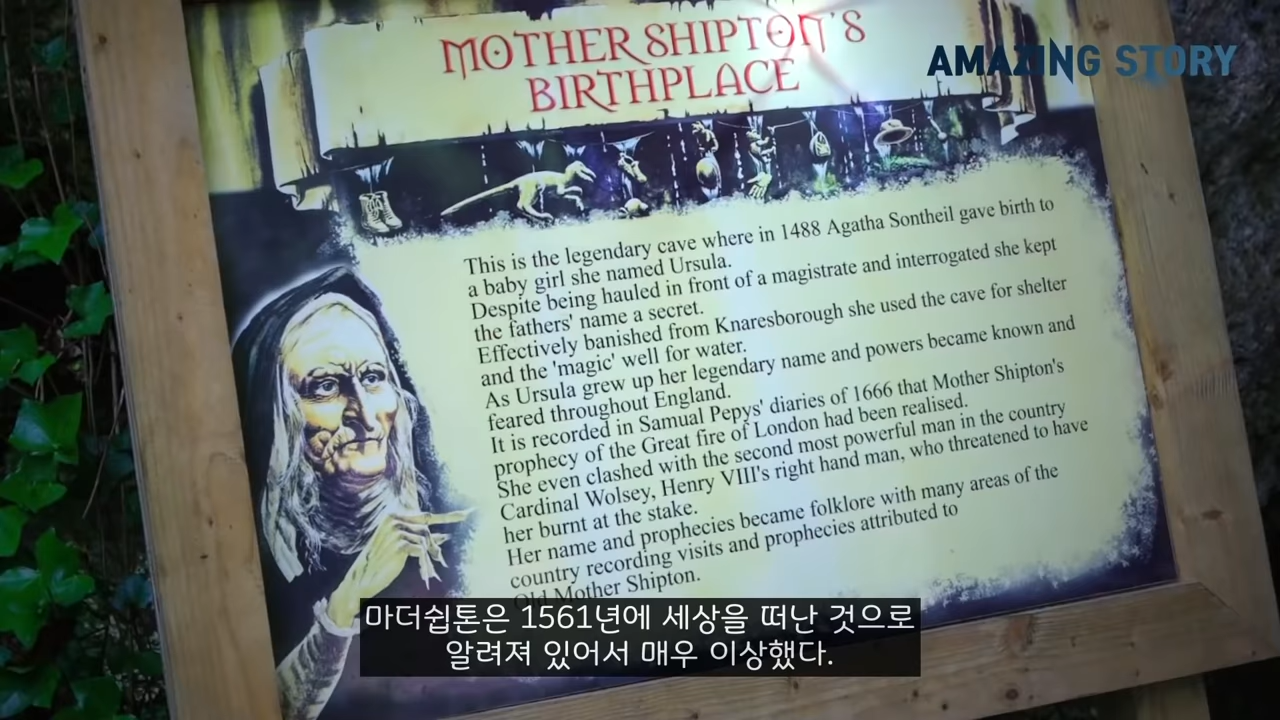 MOTHER SHIPTON'S
BIRTHPLACE
AMAZING STORY
This is the legendary cave where in 1488 Agatha Sontheil gave birth to
a baby girl she named Ursula.
Despite being hauled in front of a magistrate and interrogated she kept
the fathers' name a secret.
Effectively banished from Knaresborough she used the cave for shelter
and the 'magic' well for water.
As Ursula grew up her legendary name and powers became known and
feared throughout England.
It is recorded in Samual Pepys' diaries of 1666 that Mother Shipton's
prophecy of the Great fire of London had been realised.
She even clashed with the second most powerful man in the country
Cardinal Wolsey, Henry VIII's right hand man, who threatened to have
her burnt at the stake.
Her name and prophecies became folklore with many areas of the
country recording visits and prophecies attributed to
Old Mother Shipton.
마더쉽톤은 1561년에 세상을 떠난 것으로
알려져 있어서 매우 이상했다.